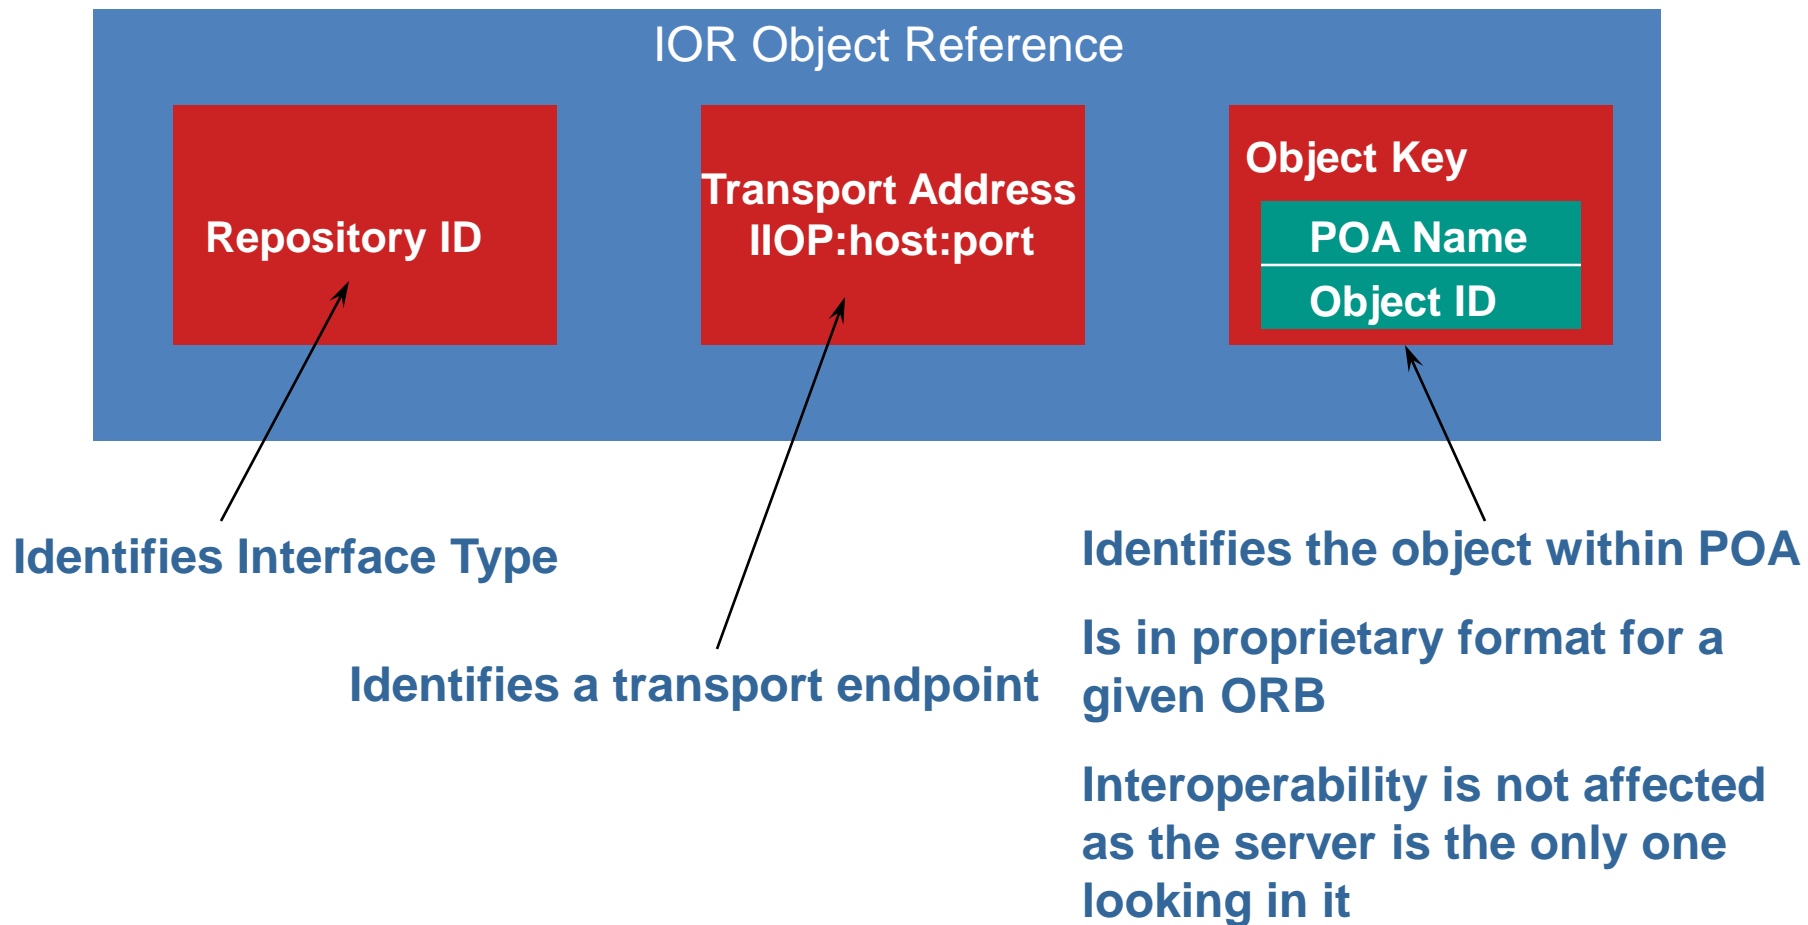 IOR Object Reference
Repository ID
Transport Address
IIOP:host:port
Object Key
POA Name
Object ID
Identifies Interface Type
Identifies a transport endpoint
Identifies the object within POA
Is in proprietary format for a
given ORB
Interoperability is not affected
as the server is the only one
looking in it